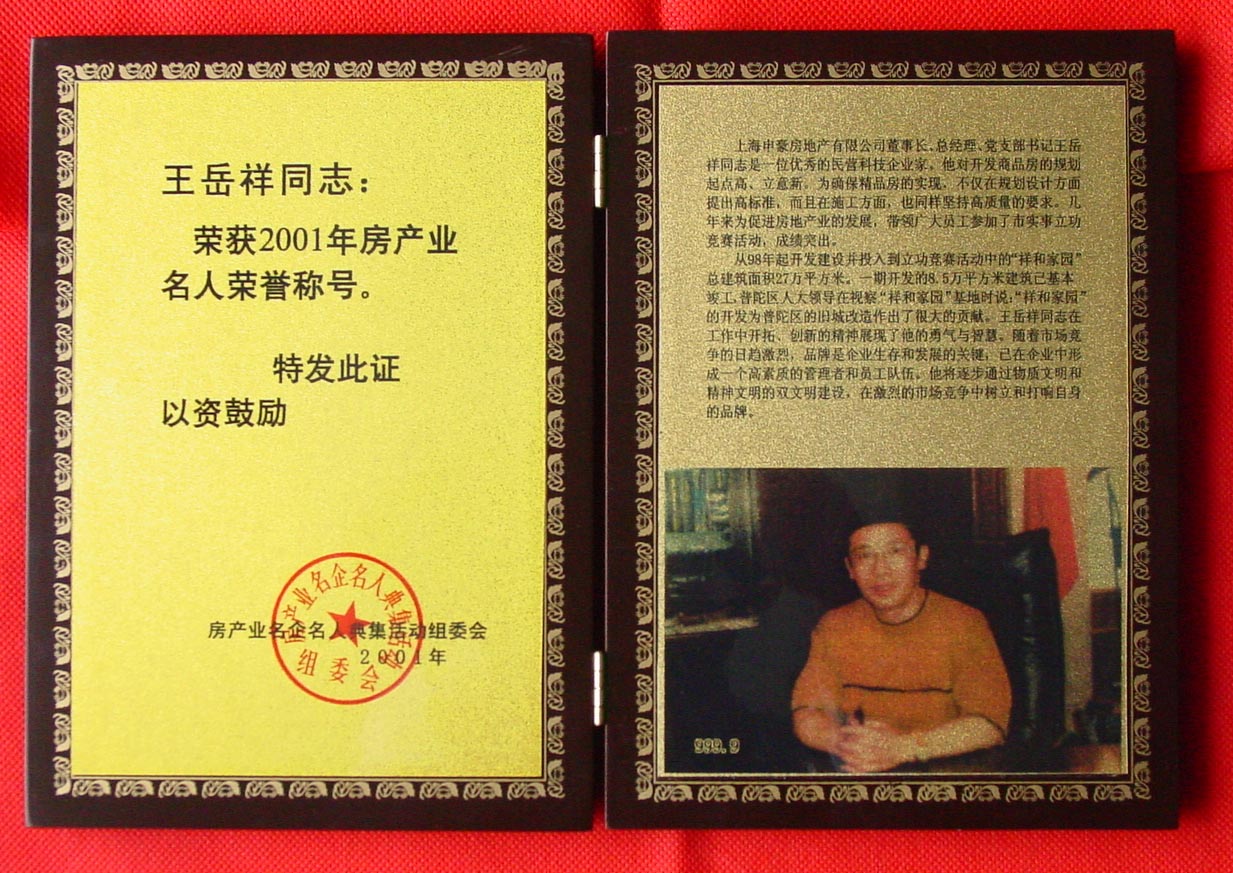 王岳祥同志：
荣获2001年房产业
名人荣誉称号。
特发此证
以资鼓励
房产业名企名人典集活动组委会
2001年
房产业名企名人典集活动
组委会
上海申豪房地产有限公司董事长、总经理、党支部书记王岳
祥同志是一位优秀的民营科技企业家。他对开发商品房的规划
起点高、立意新。为确保精品房的实现，不仅在规划设计方面
提出高标准，而且在施工方面，也同样坚持高质量的要求。几
年来为促进房地产业的发展，带领广大员工参加了市实事立功
竞赛活动，成绩突出。
从98年起开发建设并投入到立功竞赛活动中的“祥和家园”
总建筑面积27万平方米。一期开发的8.5万平方米建筑已基本
竣工，普陀区人大领导在视察“祥和家园”基地时说：“祥和家园”
的开发为普陀区的旧城改造作出了很大的贡献。王岳祥同志在
工作中开拓、创新的精神展现了他的勇气与智慧。随着市场竞
争的日趋激烈，品牌是企业生存和发展的关键；已在企业中形
成一个高素质的管理者和员工队伍。他将逐步通过物质文明和
精神文明的双文明建设，在激烈的市场竞争中树立和打响自身
的品牌。
999.9